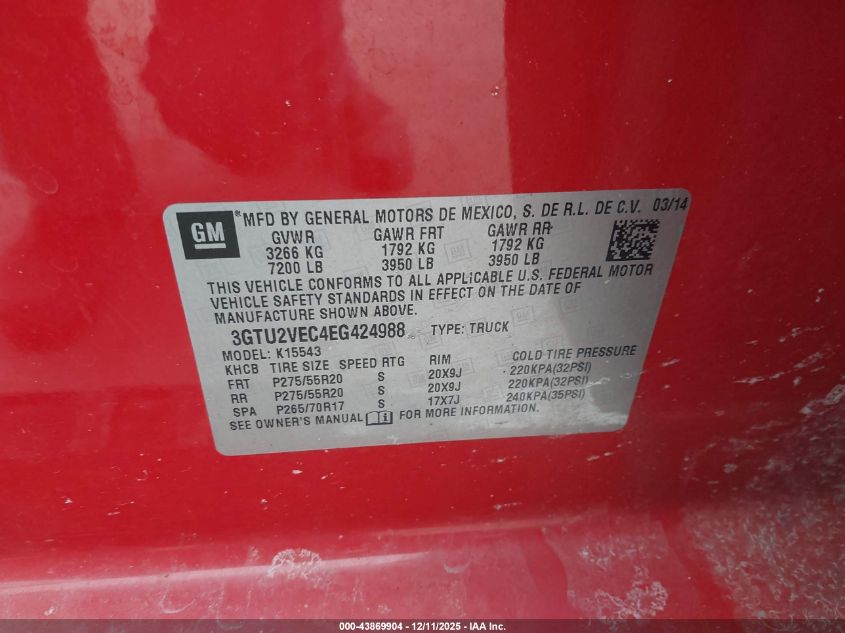 GM *MFD BY GENERAL MOTORS DE MEXICO, S. DE R.L. DE C.V. 03/14
GVWR GAWR FRT GAWR RR
3266 KG 1792 KG 1792 KG
7200 LB 3950 LB 3950 LB
THIS VEHICLE CONFORMS TO ALL APPLICABLE U.S. FEDERAL MOTOR
VEHICLE SAFETY STANDARDS IN EFFECT ON THE DATE OF
MANUFACTURE SHOWN ABOVE.
3GTU2VEC4EG424988 TYPE: TRUCK
MODEL: K15543
KHCB TIRE SIZE SPEED RTG RIM COLD TIRE PRESSURE
FRT P275/55R20 S 20X9J 220KPA(32PSI)
RR P275/55R20 S 20X9J 220KPA(32PSI)
SPA P265/70R17 S 17X7J 240KPA(35PSI)
SEE OWNER'S MANUAL i FOR MORE INFORMATION.
000-43869904 - 12/11/2025 - IAA Inc.